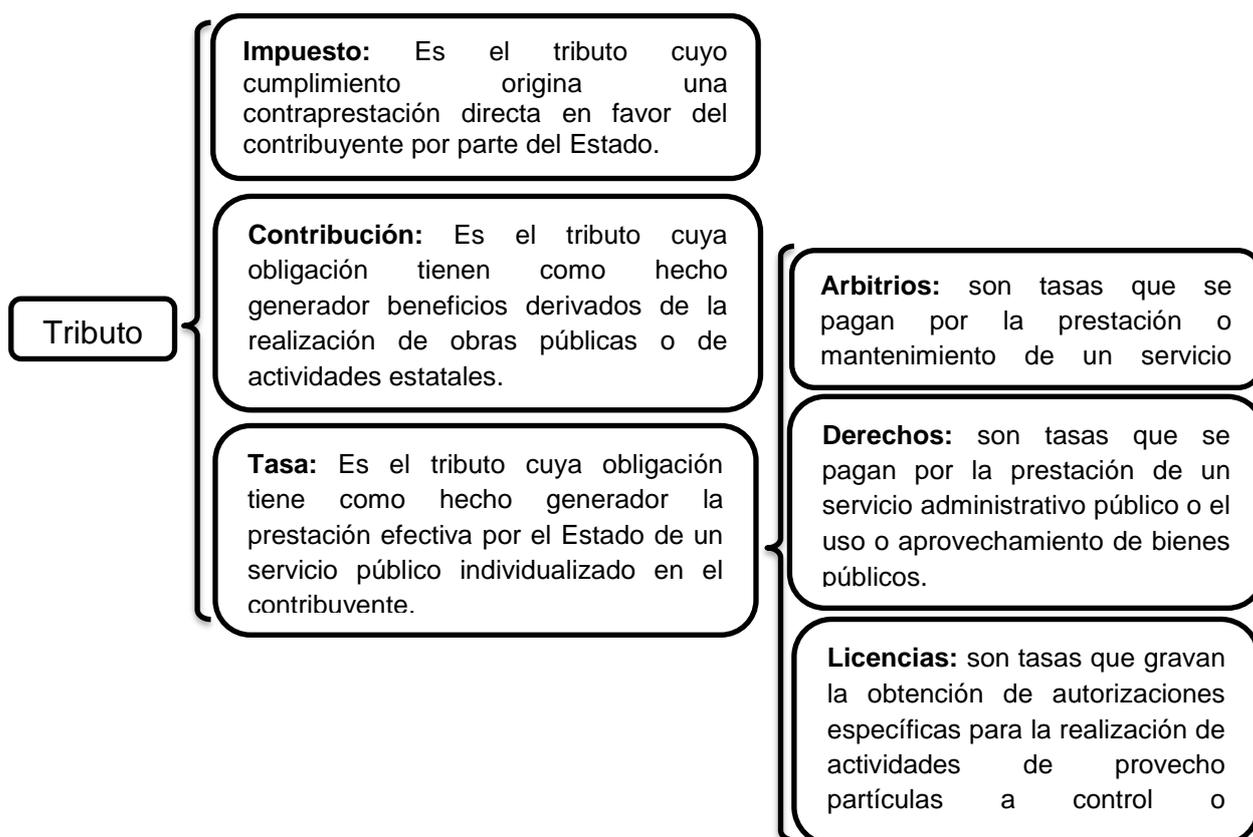 Tributo
Impuesto: Es el tributo cuyo
cumplimiento origina una
contraprestación directa en favor del
contribuyente por parte del Estado.
Contribución: Es el tributo cuya
obligación tienen como hecho
generador beneficios derivados de la
realización de obras públicas o de
actividades estatales.
Tasa: Es el tributo cuya obligación
tiene como hecho generador la
prestación efectiva por el Estado de un
servicio público individualizado en el
contribuyente.
Arbitrios: son tasas que se
pagan por la prestación o
mantenimiento de un servicio
Derechos: son tasas que se
pagan por la prestación de un
servicio administrativo público o el
uso o aprovechamiento de bienes
públicos.
Licencias: son tasas que gravan
la obtención de autorizaciones
específicas para la realización de
actividades de provecho
partículas a control o